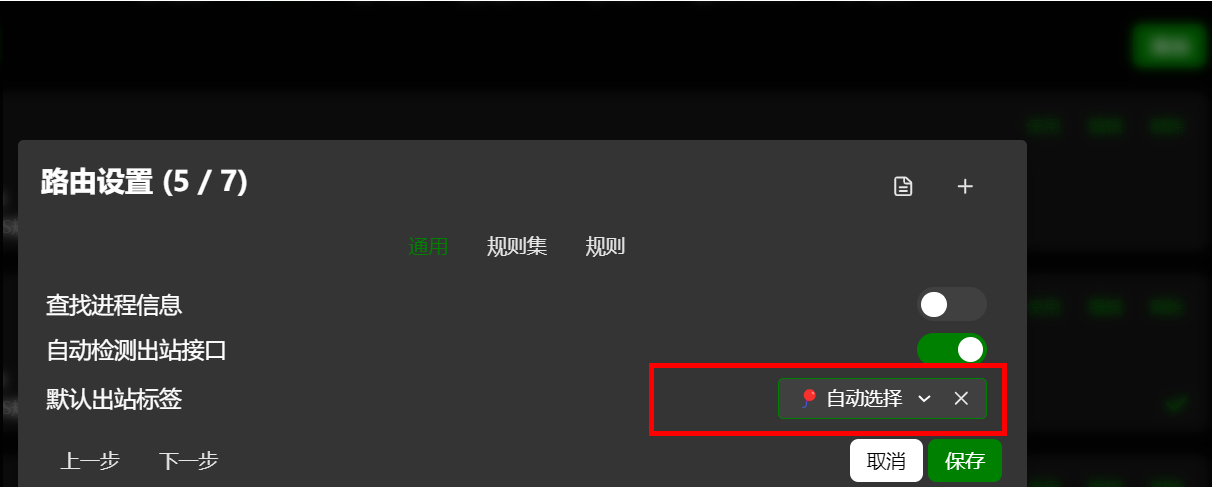 路由设置 (5 / 7)
通用 规则集 规则
查找进程信息
自动检测出站接口
默认出站标签 🎈 自动选择
上一步 下一步 取消 保存